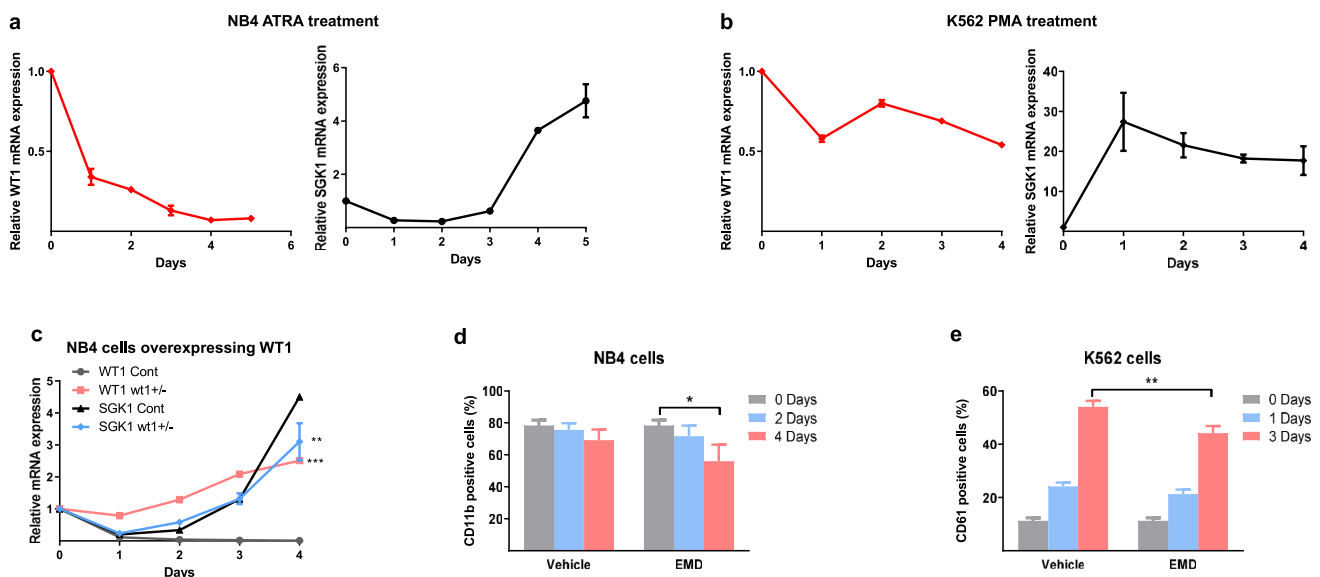 a
NB4 ATRA treatment
Relative WT1 mRNA expression
1.0
0.5
0 2 4 6
Days
Relative SGK1 mRNA expression
6
4
2
0 1 2 3 4 5
Days
b
K562 PMA treatment
Relative WT1 mRNA expression
1.0
0.5
0 1 2 3 4
Days
Relative SGK1 mRNA expression
40
30
20
10
0 1 2 3 4
Days
c
NB4 cells overexpressing WT1
WT1 Cont
WT1 wt1+/-
SGK1 Cont
SGK1 wt1+/-
Relative mRNA expression
5
4
3
2
1
0 1 2 3 4
Days
**
***
d
NB4 cells
CD11b positive cells (%)
100
80
60
40
20
Vehicle EMD
*
0 Days
2 Days
4 Days
e
K562 cells
CD61 positive cells (%)
60
40
20
Vehicle EMD
**
0 Days
1 Days
3 Days